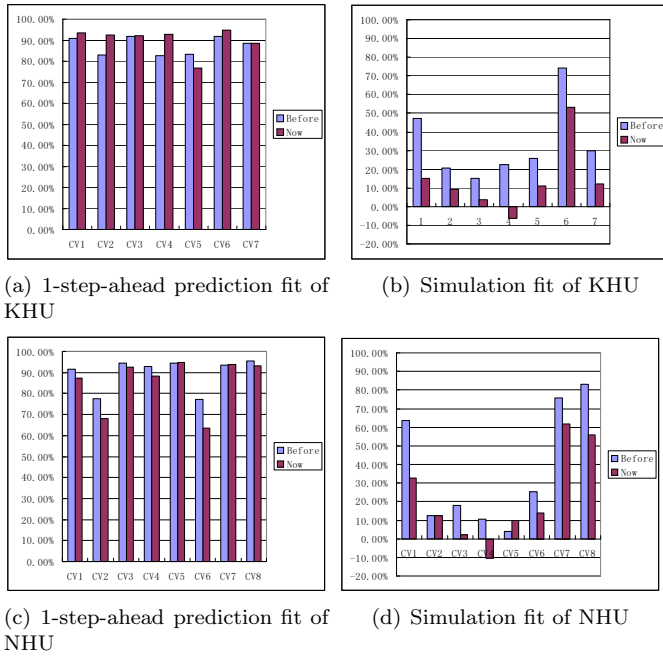 100.00%
90.00%
80.00%
70.00%
60.00%
50.00%
40.00%
30.00%
20.00%
10.00%
0.00%
CV1 CV2 CV3 CV4 CV5 CV6 CV7
Before
Now
100.00%
90.00%
80.00%
70.00%
60.00%
50.00%
40.00%
30.00%
20.00%
10.00%
0.00%
-10.00%
-20.00%
1 2 3 4 5 6 7
Before
Now
(a) 1-step-ahead prediction fit of
KHU
(b) Simulation fit of KHU
100.00%
90.00%
80.00%
70.00%
60.00%
50.00%
40.00%
30.00%
20.00%
10.00%
0.00%
CV1 CV2 CV3 CV4 CV5 CV6 CV7 CV8
Before
Now
100.00%
90.00%
80.00%
70.00%
60.00%
50.00%
40.00%
30.00%
20.00%
10.00%
0.00%
-10.00%
-20.00%
CV1 CV2 CV3 CV4 CV5 CV6 CV7 CV8
Before
Now
(c) 1-step-ahead prediction fit of
NHU
(d) Simulation fit of NHU